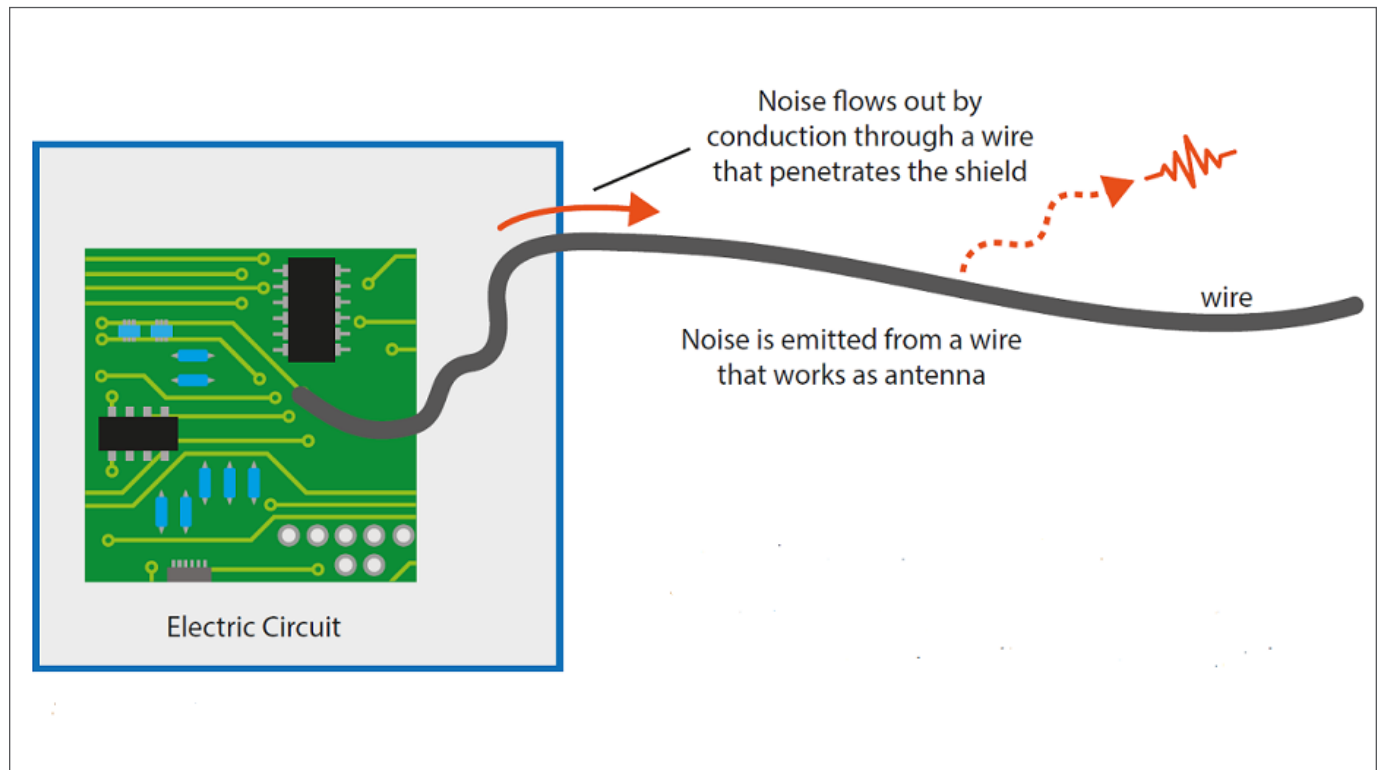 Noise flows out by
conduction through a wire
that penetrates the shield
wire
Noise is emitted from a wire
that works as antenna
Electric Circuit